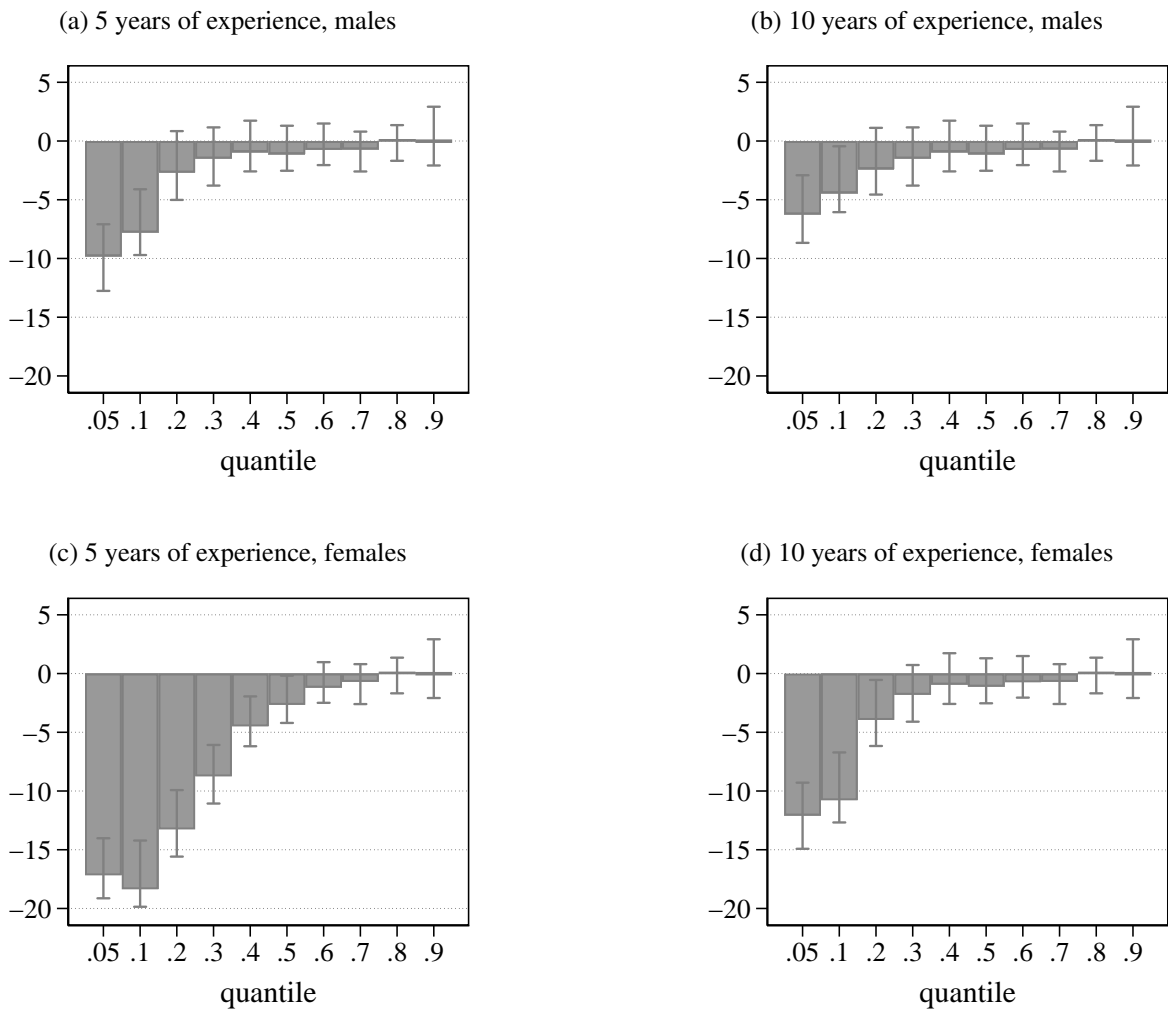 (a) 5 years of experience, males
5
0
−5
−10
−15
−20
.05 .1 .2 .3 .4 .5 .6 .7 .8 .9
quantile
(b) 10 years of experience, males
5
0
−5
−10
−15
−20
.05 .1 .2 .3 .4 .5 .6 .7 .8 .9
quantile
(c) 5 years of experience, females
5
0
−5
−10
−15
−20
.05 .1 .2 .3 .4 .5 .6 .7 .8 .9
quantile
(d) 10 years of experience, females
5
0
−5
−10
−15
−20
.05 .1 .2 .3 .4 .5 .6 .7 .8 .9
quantile